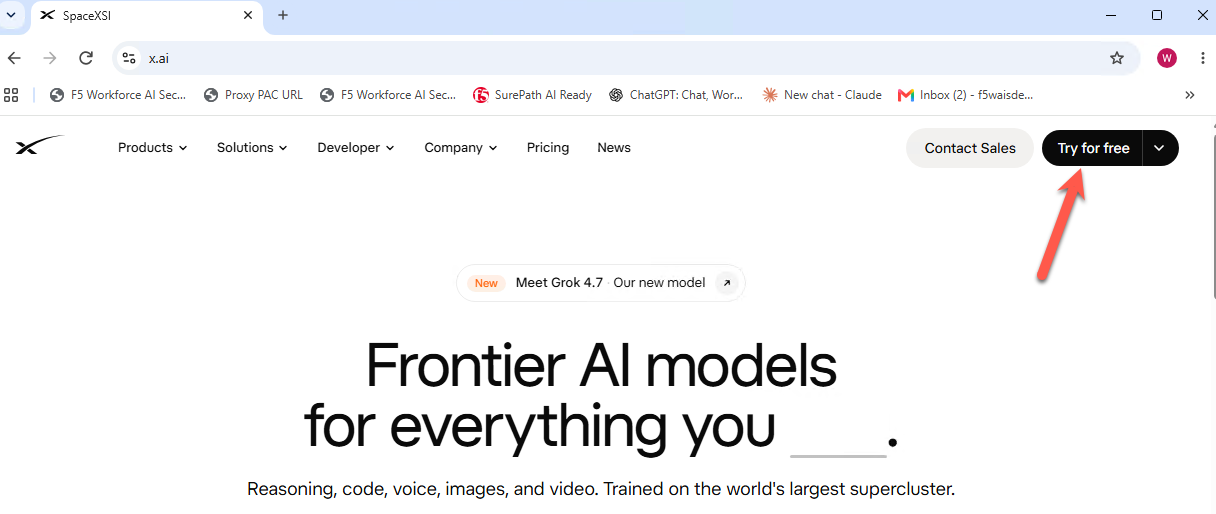 SpaceXSI
x.ai
W
F5 Workforce AI Sec...
Proxy PAC URL
F5 Workforce AI Sec...
SurePath AI Ready
ChatGPT: Chat, Wor...
New chat - Claude
Inbox (2) - f5waisde...
Products
Solutions
Developer
Company
Pricing
News
Contact Sales
Try for free
New Meet Grok 4.7 · Our new model
Frontier AI models
for everything you ____.
Reasoning, code, voice, images, and video. Trained on the world's largest supercluster.